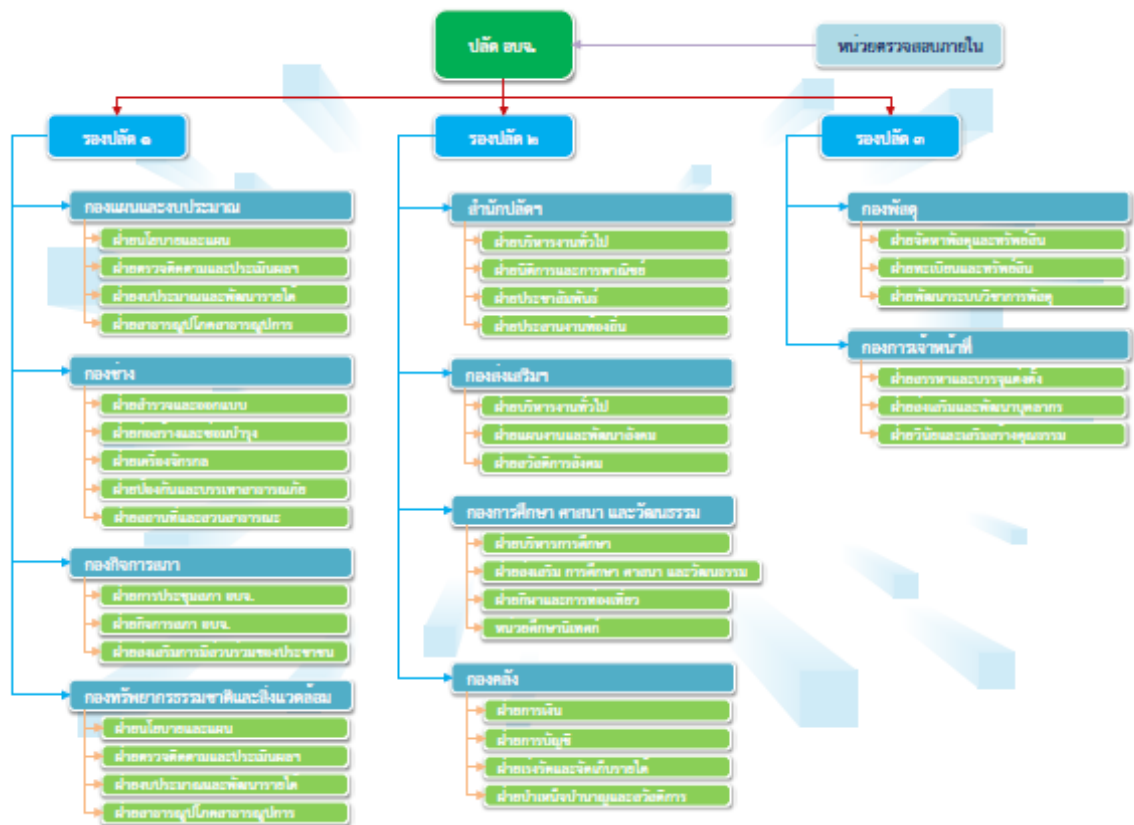 ปลัด อบจ.
หน่วยตรวจสอบภายใน
รองปลัด ๑
กองแผนและงบประมาณ
ฝ่ายนโยบายและแผน
ฝ่ายตรวจติดตามและประเมินผลฯ
ฝ่ายงบประมาณและพัฒนารายได้
ฝ่ายสาธารณูปโภคสาธารณูปการ
กองช่าง
ฝ่ายสำรวจและออกแบบ
ฝ่ายก่อสร้างและซ่อมบำรุง
ฝ่ายเครื่องจักรกล
ฝ่ายป้องกันและบรรเทาสาธารณภัย
ฝ่ายสถานที่และสวนสาธารณะ
กองกิจการสภา
ฝ่ายการประชุมสภา อบจ.
ฝ่ายกิจการสภา อบจ.
ฝ่ายส่งเสริมการมีส่วนร่วมของประชาชน
กองทรัพยากรธรรมชาติและสิ่งแวดล้อม
ฝ่ายนโยบายและแผน
ฝ่ายตรวจติดตามและประเมินผลฯ
ฝ่ายงบประมาณและพัฒนารายได้
ฝ่ายสาธารณูปโภคสาธารณูปการ
รองปลัด ๒
สำนักปลัดฯ
ฝ่ายบริหารงานทั่วไป
ฝ่ายนิติการและการพาณิชย์
ฝ่ายประชาสัมพันธ์
ฝ่ายประสานงานท้องถิ่น
กองส่งเสริมฯ
ฝ่ายบริหารงานทั่วไป
ฝ่ายแผนงานและพัฒนาสังคม
ฝ่ายสวัสดิการสังคม
กองการศึกษา ศาสนา และวัฒนธรรม
ฝ่ายบริหารการศึกษา
ฝ่ายส่งเสริม การศึกษา ศาสนา และวัฒนธรรม
ฝ่ายกีฬาและการท่องเที่ยว
หน่วยศึกษานิเทศก์
กองคลัง
ฝ่ายการเงิน
ฝ่ายการบัญชี
ฝ่ายเร่งรัดและจัดเก็บรายได้
ฝ่ายบำเหน็จบำนาญและสวัสดิการ
รองปลัด ๓
กองพัสดุ
ฝ่ายจัดหาพัสดุและทรัพย์สิน
ฝ่ายทะเบียนและทรัพย์สิน
ฝ่ายพัฒนาระบบวิชาการพัสดุ
กองการเจ้าหน้าที่
ฝ่ายสรรหาและบรรจุแต่งตั้ง
ฝ่ายส่งเสริมและพัฒนาบุคลากร
ฝ่ายวินัยและเสริมสร้างคุณธรรม